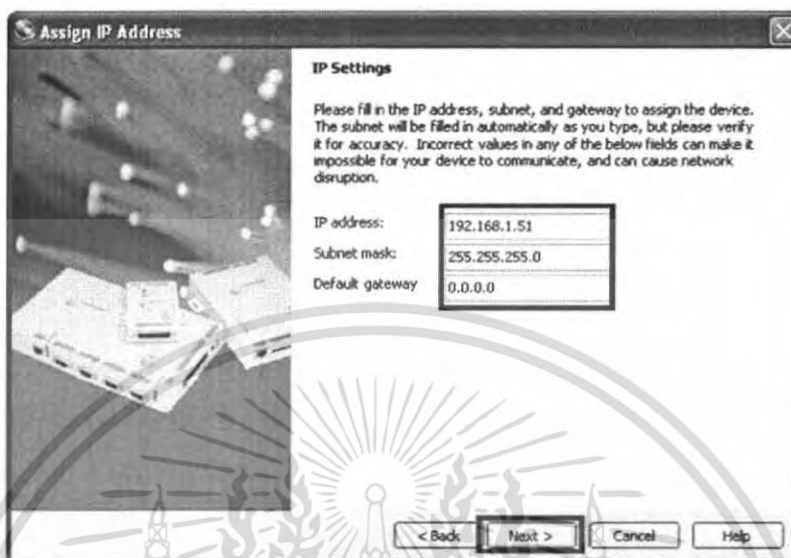 Assign IP Address
IP Settings
Please fill in the IP address, subnet, and gateway to assign the device.
The subnet will be filled in automatically as you type, but please verify
it for accuracy. Incorrect values in any of the below fields can make it
impossible for your device to communicate, and can cause network
disruption.
IP address: 192.168.1.51
Subnet mask: 255.255.255.0
Default gateway 0.0.0.0
< Back Next > Cancel Help